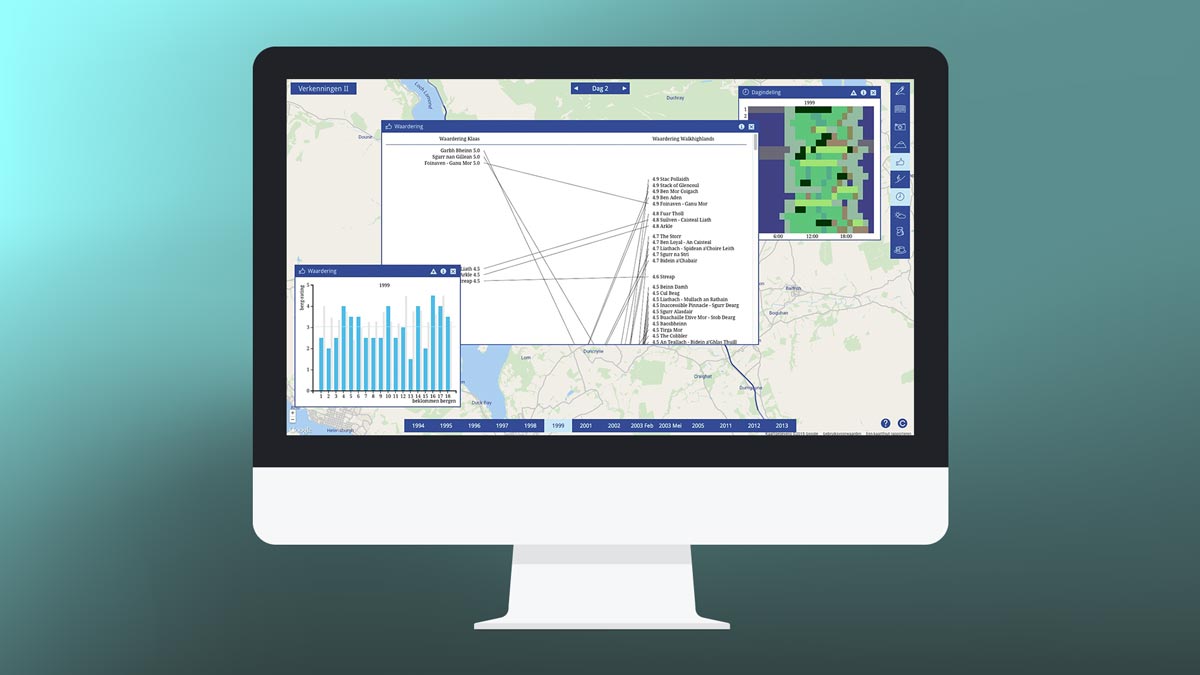 Verkenningen II
◄ Dag 2 ►
Loch Lomond
Duchray
Doune
Dagindeling
1999
1
2
6:00 12:00 18:00
Waardering
Waardering Klaas
Waardering Walkhighlands
Garbh Bheinn 5.0
Sgurr nan Gillean 5.0
Foinaven - Ganu Mor 5.0
4.9 Stac Pollaidh
4.9 Stack of Glencoul
4.9 Ben Mor Coigach
4.9 Ben Aden
4.9 Foinaven - Ganu Mor
4.8 Fuar Tholl
4.8 Suilven - Caisteal Liath
4.8 Arkle
4.7 The Storr
4.7 Ben Loyal - An Caisteal
4.7 Liathach - Spidean a'Choire Leith
4.7 Sgurr na Stri
4.7 Bidein a'Chabair
Liath 4.5
Arkle 4.5
Streap 4.5
4.6 Streap
4.5 Beinn Damh
4.5 Cul Beag
4.5 Liathach - Mullach an Rathain
4.5 Inaccessible Pinnacle - Sgurr Dearg
4.5 Sgurr Alasdair
4.5 Buachaille Etive Mor - Stob Dearg
4.5 Baosbheinn
4.5 Tirga Mor
4.5 The Cobbler
4.5 An Teallach - Bidein a'Ghlas Thuill
Waardering
1999
bergrating
5
4
3
2
1
0
1 2 3 4 5 6 7 8 9 10 11 12 13 14 15 16 17 18
beklommen bergen
Balfron
Boquhan
Duncryne
Lorn
Croftamie
Dumgoyne
Duck Bay
Helensburgh
1994 1995 1996 1997 1998 1999 2001 2002 2003 Feb 2003 Mei 2005 2011 2012 2013
? C